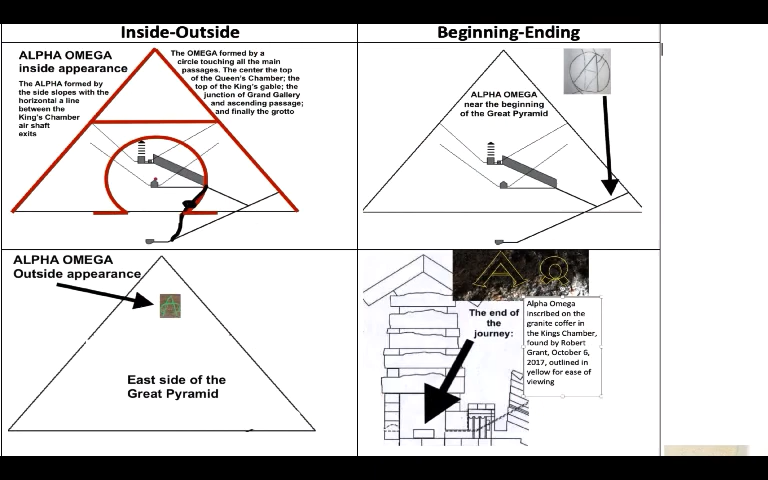 Inside-Outside
Beginning-Ending
ALPHA OMEGA
inside appearance
The ALPHA formed by
the side slopes with the
horizontal a line
between the
King's Chamber
air shaft
exits
The OMEGA formed by a
circle touching all the main
passages. The center the top
of the Queen's Chamber; the
top of the King's gable; the
junction of Grand Gallery
and ascending passage;
and finally the grotto
ALPHA OMEGA
near the beginning
of the Great Pyramid
ALPHA OMEGA
Outside appearance
East side of the
Great Pyramid
A Ω
The end of
the
journey:
Alpha Omega
inscribed on the
granite coffer in
the Kings Chamber,
found by Robert
Grant, October 6,
2017, outlined in
yellow for ease of
viewing